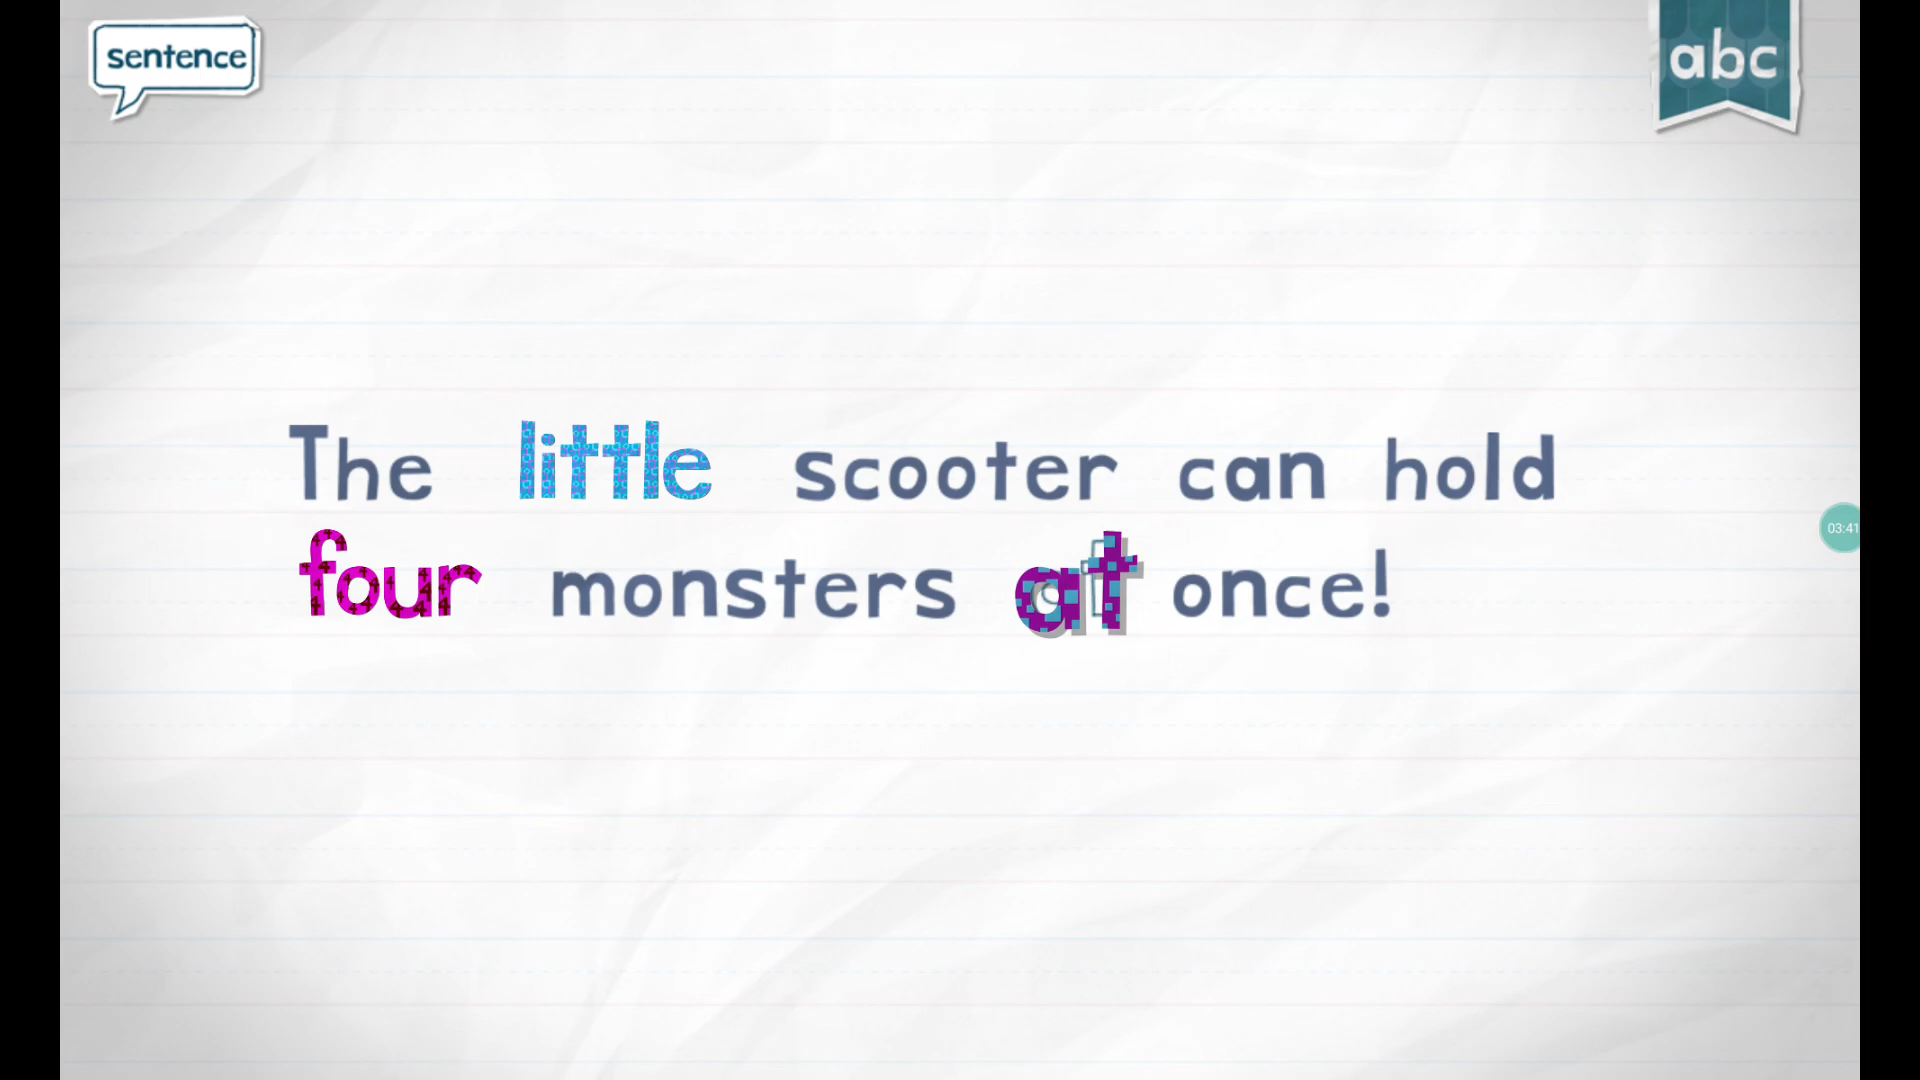 sentence
abc
The little scooter can hold
four monsters at once!
03:41